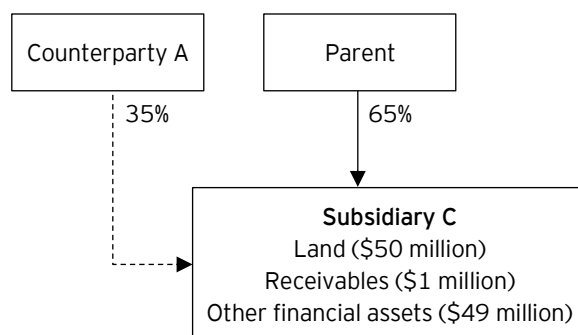 Counterparty A
Parent
35%
65%
Subsidiary C
Land ($50 million)
Receivables ($1 million)
Other financial assets ($49 million)